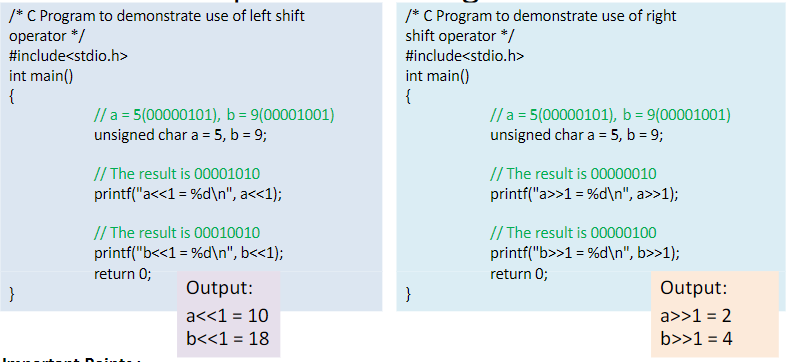 /* C Program to demonstrate use of left shift
operator */
#include<stdio.h>
int main()
{
// a = 5(00000101), b = 9(00001001)
unsigned char a = 5, b = 9;
// The result is 00001010
printf("a<<1 = %d\n", a<<1);
// The result is 00010010
printf("b<<1 = %d\n", b<<1);
return 0;
}
Output:
a<<1 = 10
b<<1 = 18
/* C Program to demonstrate use of right
shift operator */
#include<stdio.h>
int main()
{
// a = 5(00000101), b = 9(00001001)
unsigned char a = 5, b = 9;
// The result is 00000010
printf("a>>1 = %d\n", a>>1);
// The result is 00000100
printf("b>>1 = %d\n", b>>1);
return 0;
}
Output:
a>>1 = 2
b>>1 = 4
Important Points: